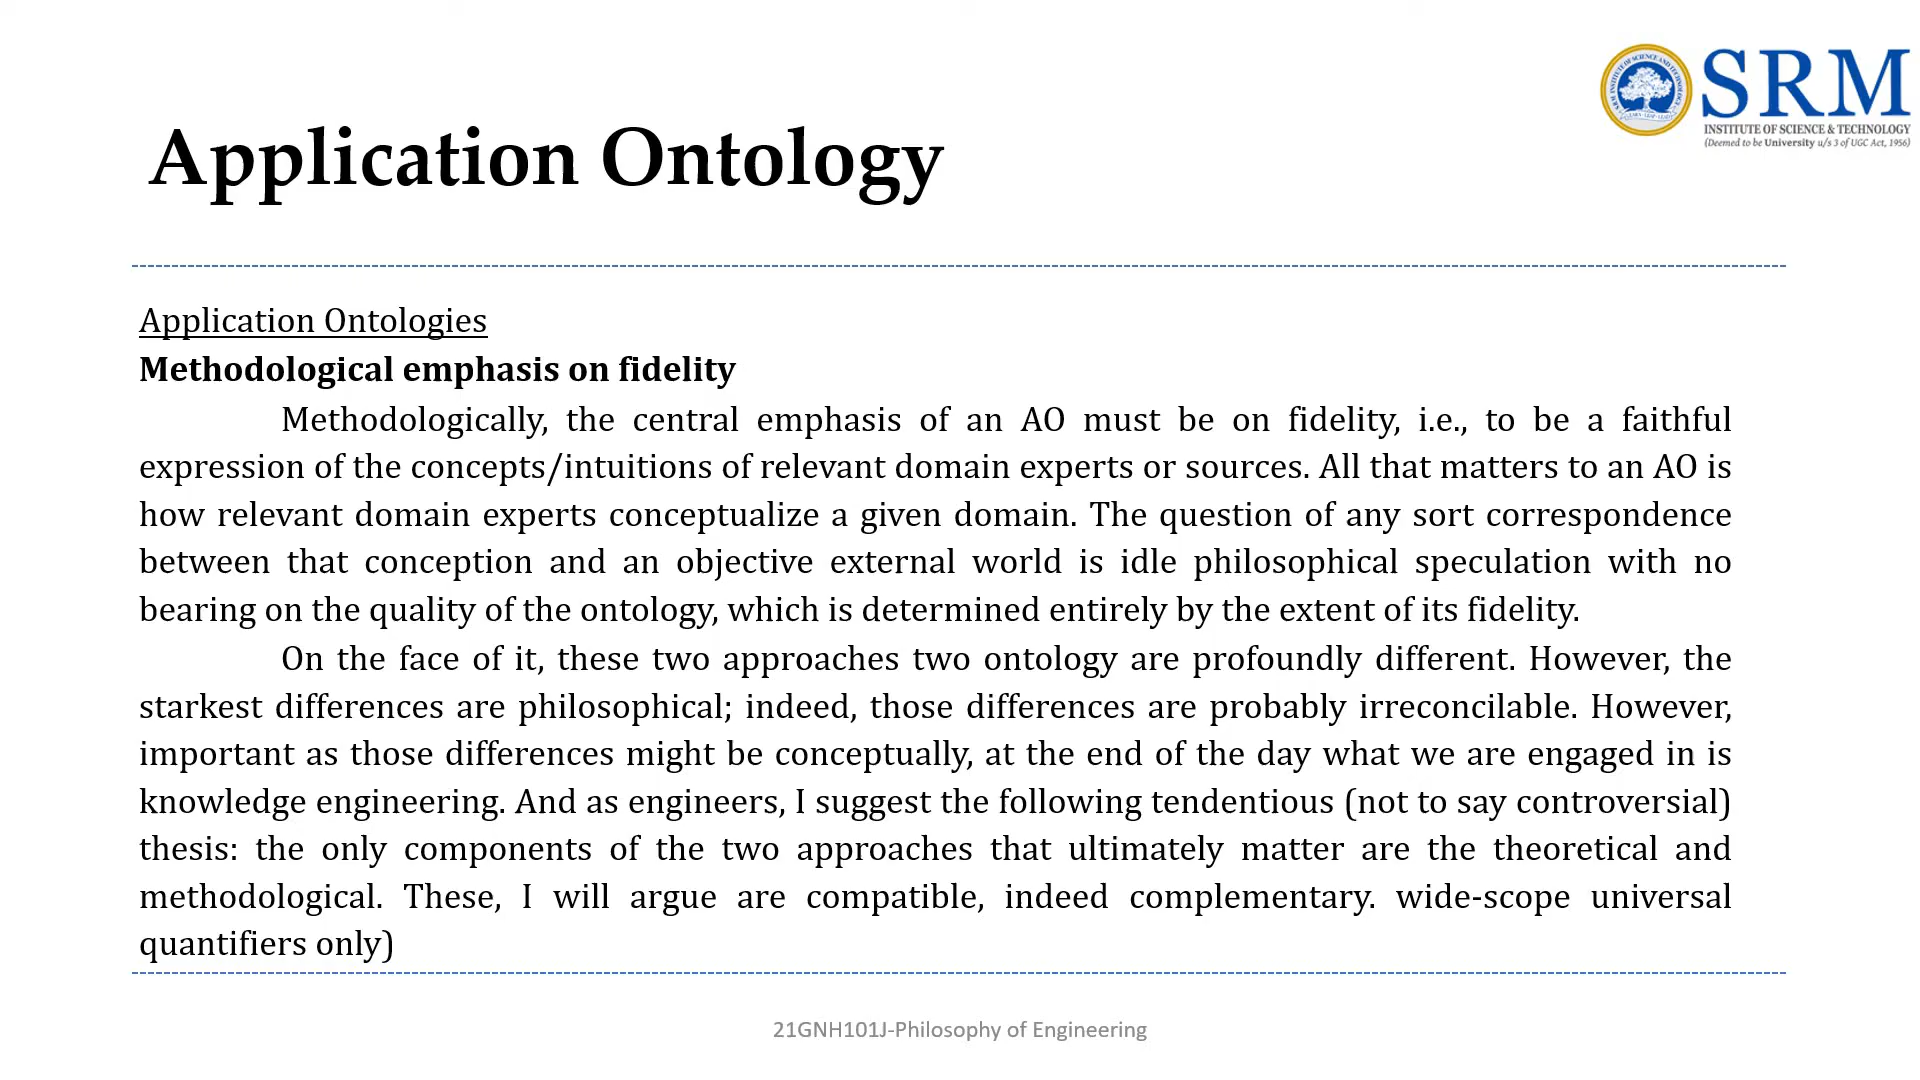 SRM
INSTITUTE OF SCIENCE & TECHNOLOGY
(Deemed to be University u/s 3 of UGC Act, 1956)
Application Ontology
Application Ontologies
Methodological emphasis on fidelity
Methodologically, the central emphasis of an AO must be on fidelity, i.e., to be a faithful
expression of the concepts/intuitions of relevant domain experts or sources. All that matters to an AO is
how relevant domain experts conceptualize a given domain. The question of any sort correspondence
between that conception and an objective external world is idle philosophical speculation with no
bearing on the quality of the ontology, which is determined entirely by the extent of its fidelity.
On the face of it, these two approaches two ontology are profoundly different. However, the
starkest differences are philosophical; indeed, those differences are probably irreconcilable. However,
important as those differences might be conceptually, at the end of the day what we are engaged in is
knowledge engineering. And as engineers, I suggest the following tendentious (not to say controversial)
thesis: the only components of the two approaches that ultimately matter are the theoretical and
methodological. These, I will argue are compatible, indeed complementary. wide-scope universal
quantifiers only)
21GNH101J-Philosophy of Engineering